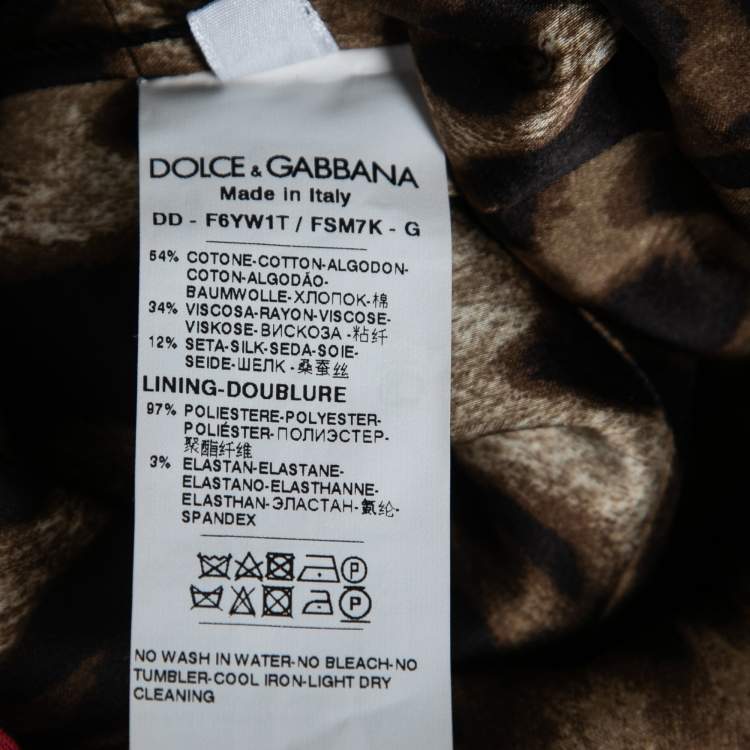 DOLCE & GABBANA
Made in Italy
DD - F6YW1T / FSM7K - G
54% COTONE-COTTON-ALGODON-
COTON-ALGODÃO-
BAUMWOLLE-ХЛОПОК-棉
34% VISCOSA-RAYON-VISCOSE-
VISKOSE-ВИСКОЗА -粘纤
12% SETA-SILK-SEDA-SOIE-
SEIDE-ШЕЛК -桑蚕丝
LINING-DOUBLURE
97% POLIESTERE-POLYESTER-
POLIÉSTER-ПОЛИЭСТЕР-
聚酯纤维
3% ELASTAN-ELASTANE-
ELASTANO-ELASTHANNE-
ELASTHAN-ЭЛАСТАН-氨纶-
SPANDEX
P
P
NO WASH IN WATER-NO BLEACH-NO
TUMBLER-COOL IRON-LIGHT DRY
CLEANING